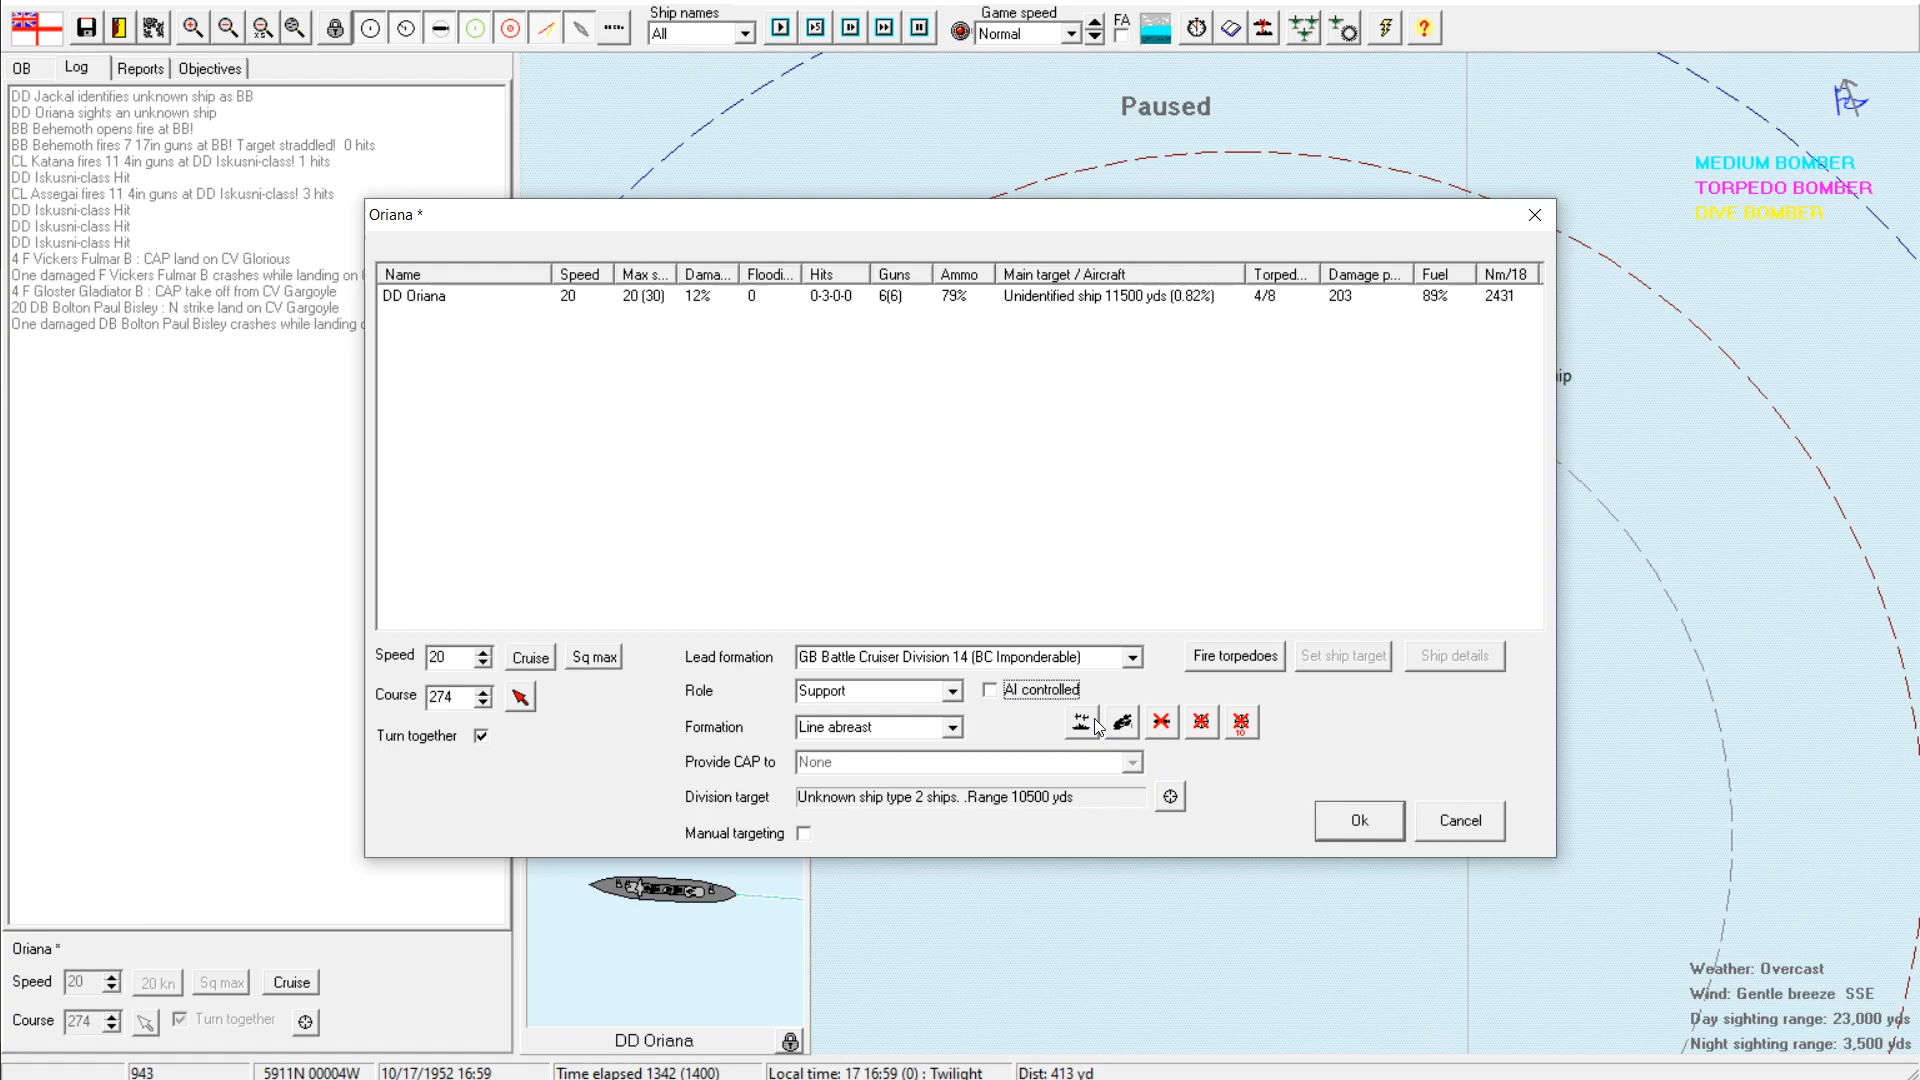 Ship names
All
Game speed
Normal
FA
OB
Log
Reports
Objectives
DD Jackal identifies unknown ship as BB
DD Oriana sights an unknown ship
BB Behemoth opens fire at BB!
BB Behemoth fires 7 17in guns at BB! Target straddled!  0 hits
CL Katana fires 11 4in guns at DD Iskusni-class! 1 hits
DD Iskusni-class Hit
CL Assegai fires 11 4in guns at DD Iskusni-class! 3 hits
DD Iskusni-class Hit
DD Iskusni-class Hit
DD Iskusni-class Hit
4 F Vickers Fulmar B : CAP land on CV Glorious
One damaged F Vickers Fulmar B crashes while landing on
4 F Gloster Gladiator B : CAP take off from CV Gargoyle
20 DB Bolton Paul Bisley : N strike land on CV Gargoyle
One damaged DB Bolton Paul Bisley crashes while landing
Paused
MEDIUM BOMBER
TORPEDO BOMBER
DIVE BOMBER
ip
Oriana *
Name Speed Max s... Dama... Floodi... Hits Guns Ammo Main target / Aircraft Torped... Damage p... Fuel Nm/18
DD Oriana 20 20 (30) 12% 0 0-3-0-0 6(6) 79% Unidentified ship 11500 yds (0.82%) 4/8 203 89% 2431
Speed 20 Cruise Sq max
Course 274
Turn together
Lead formation GB Battle Cruiser Division 14 (BC Imponderable)
Role Support AI controlled
Formation Line abreast
10
Provide CAP to None
Division target Unknown ship type 2 ships. .Range 10500 yds
Manual targeting
Fire torpedoes Set ship target Ship details
Ok Cancel
Oriana *
Speed 20 20 kn Sq max Cruise
Course 274 Turn together
DD Oriana
Weather: Overcast
Wind: Gentle breeze  SSE
Day sighting range: 23,000 yds
Night sighting range: 3,500 yds
943 5911N 00004W 10/17/1952 16:59 Time elapsed 1342 (1400) Local time: 17 16:59 (0) : Twilight Dist: 413 yd